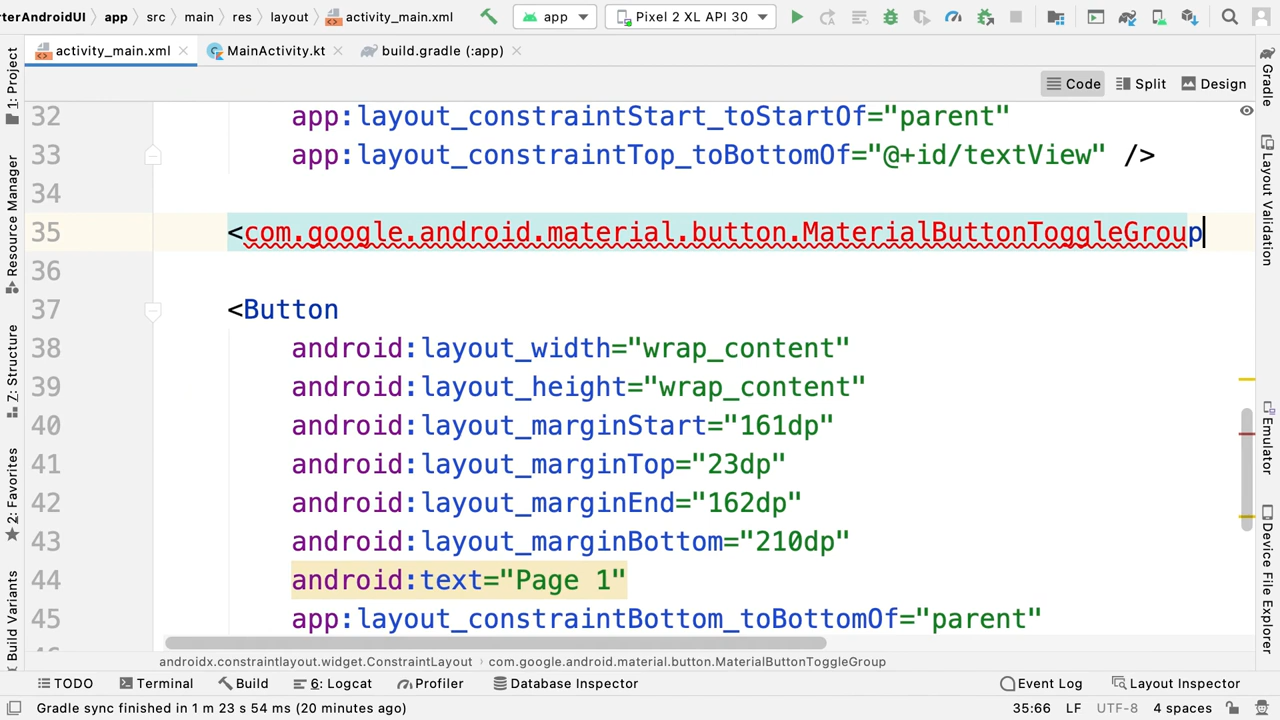 rterAndroidUI
app
src
main
res
layout
activity_main.xml
app
Pixel 2 XL API 30
activity_main.xml
MainActivity.kt
build.gradle (:app)
Code
Split
Design
1: Project
Resource Manager
Z: Structure
2: Favorites
Build Variants
32 app:layout_constraintStart_toStartOf="parent"
33 app:layout_constraintTop_toBottomOf="@+id/textView" />
34
35 <com.google.android.material.button.MaterialButtonToggleGroup
36
37 <Button
38 android:layout_width="wrap_content"
39 android:layout_height="wrap_content"
40 android:layout_marginStart="161dp"
41 android:layout_marginTop="23dp"
42 android:layout_marginEnd="162dp"
43 android:layout_marginBottom="210dp"
44 android:text="Page 1"
45 app:layout_constraintBottom_toBottomOf="parent"
Gradle
Layout Validation
Emulator
Device File Explorer
androidx.constraintlayout.widget.ConstraintLayout › com.google.android.material.button.MaterialButtonToggleGroup
TODO
Terminal
Build
6: Logcat
Profiler
Database Inspector
Event Log
Layout Inspector
Gradle sync finished in 1 m 23 s 54 ms (20 minutes ago)
35:66
LF
UTF-8
4 spaces